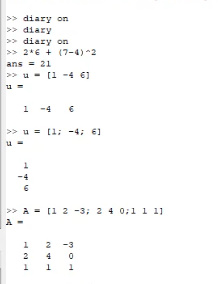 >> diary on
>> diary
>> diary on
>> 2*6 + (7-4)^2
ans = 21
>> u = [1 -4 6]
u =
1 -4 6
>> u = [1; -4; 6]
u =
1
-4
6
>> A = [1 2 -3; 2 4 0;1 1 1]
A =
1 2 -3
2 4 0
1 1 1